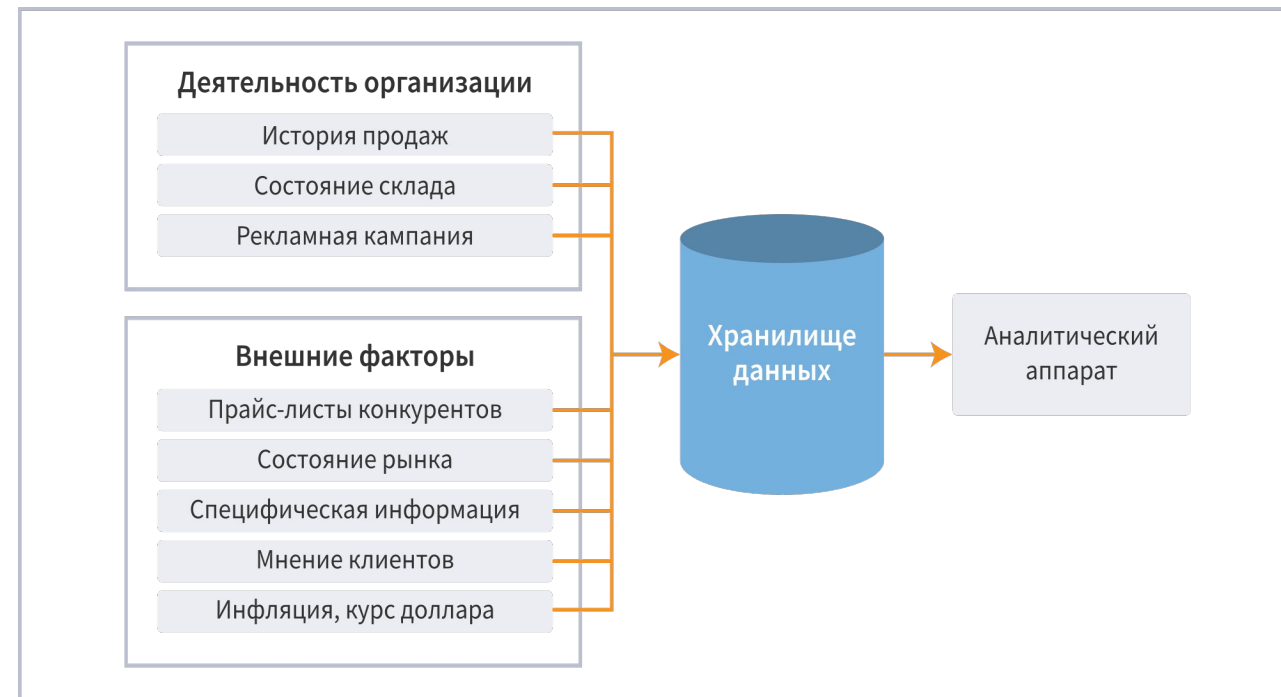 Деятельность организации
История продаж
Состояние склада
Рекламная кампания
Внешние факторы
Прайс-листы конкурентов
Состояние рынка
Специфическая информация
Мнение клиентов
Инфляция, курс доллара
Хранилище
данных
Аналитический
аппарат